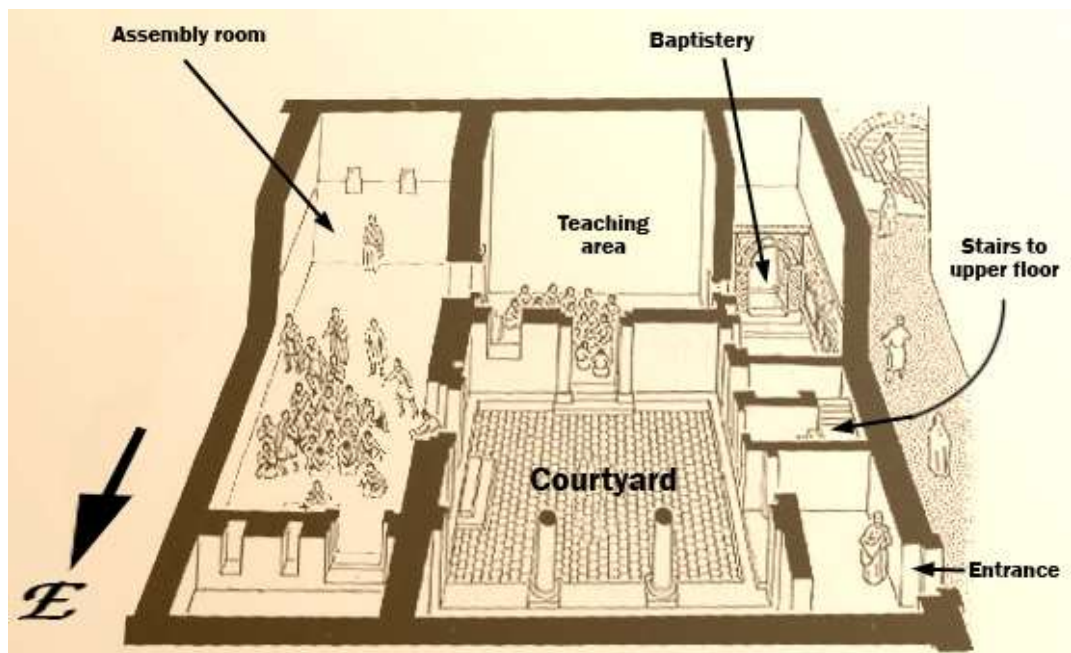 Assembly room
Baptistery
Teaching
area
Stairs to
upper floor
Courtyard
Entrance
E